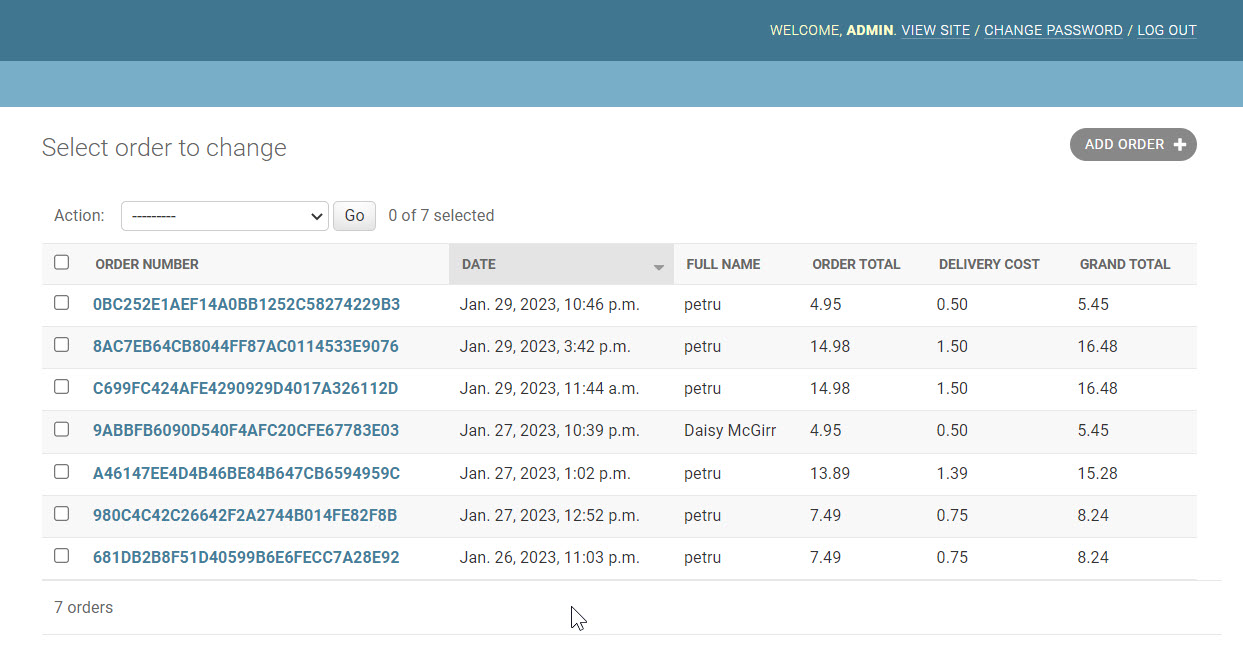 WELCOME, ADMIN. VIEW SITE / CHANGE PASSWORD / LOG OUT
Select order to change
ADD ORDER
Action: --------- Go 0 of 7 selected
ORDER NUMBER DATE FULL NAME ORDER TOTAL DELIVERY COST GRAND TOTAL
0BC252E1AEF14A0BB1252C58274229B3 Jan. 29, 2023, 10:46 p.m. petru 4.95 0.50 5.45
8AC7EB64CB8044FF87AC0114533E9076 Jan. 29, 2023, 3:42 p.m. petru 14.98 1.50 16.48
C699FC424AFE4290929D4017A326112D Jan. 29, 2023, 11:44 a.m. petru 14.98 1.50 16.48
9ABBFB6090D540F4AFC20CFE67783E03 Jan. 27, 2023, 10:39 p.m. Daisy McGirr 4.95 0.50 5.45
A46147EE4D4B46BE84B647CB6594959C Jan. 27, 2023, 1:02 p.m. petru 13.89 1.39 15.28
980C4C42C26642F2A2744B014FE82F8B Jan. 27, 2023, 12:52 p.m. petru 7.49 0.75 8.24
681DB2B8F51D40599B6E6FECC7A28E92 Jan. 26, 2023, 11:03 p.m. petru 7.49 0.75 8.24
7 orders